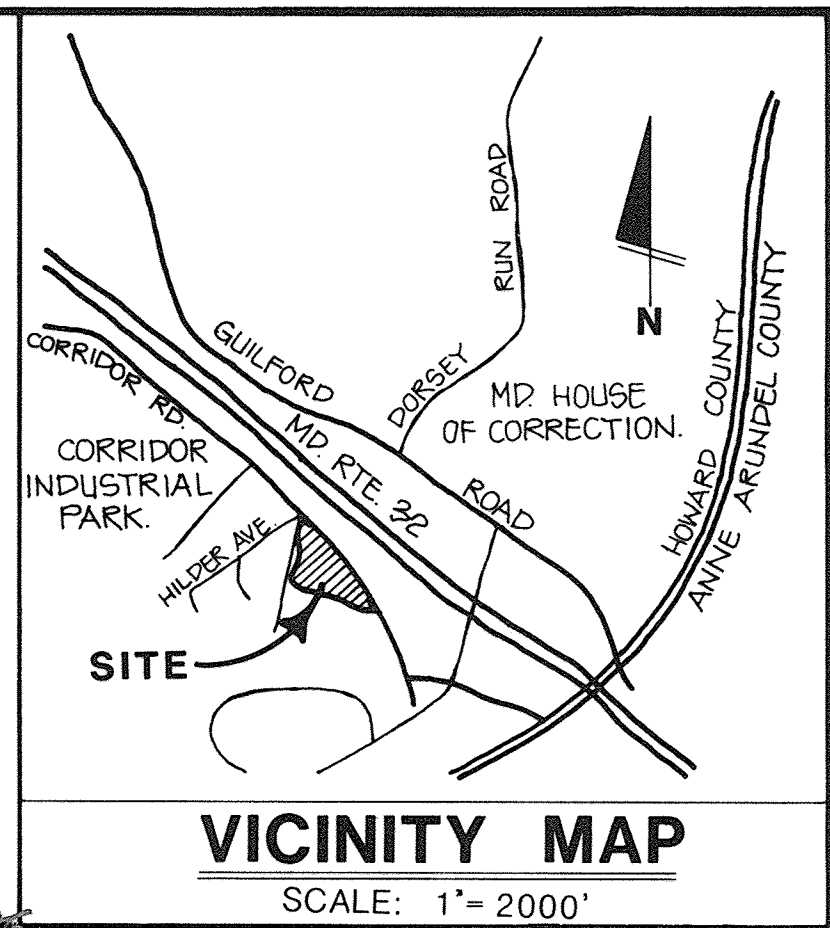 RUN ROAD
N
GUILFORD
CORRIDOR RD.
DORSEY
MD. HOUSE
OF CORRECTION.
HOWARD COUNTY
ANNE ARUNDEL COUNTY
MD. RTE. 32
CORRIDOR
INDUSTRIAL
PARK.
ROAD
HILDER AVE.
SITE
VICINITY MAP
SCALE: 1"= 2000'